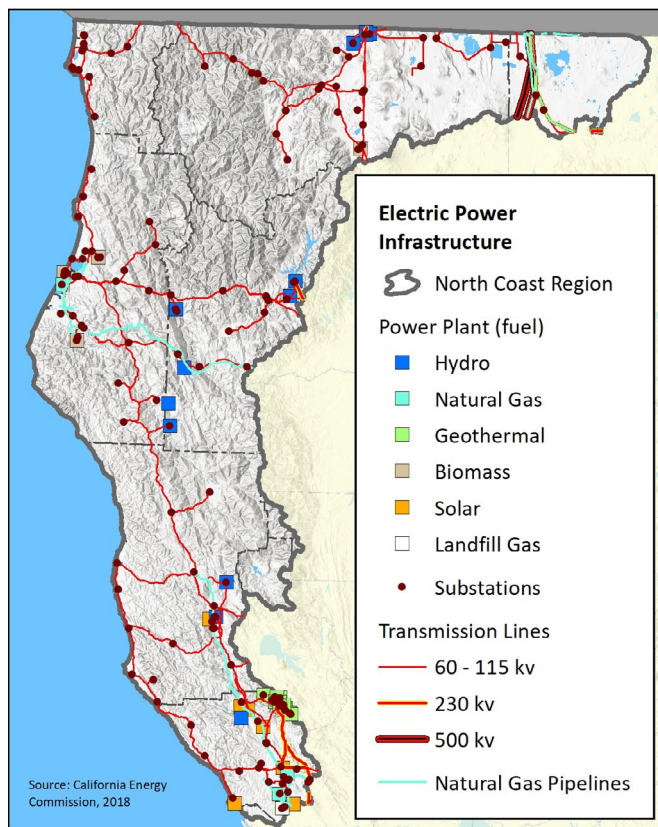 Electric Power
Infrastructure
North Coast Region
Power Plant (fuel)
Hydro
Natural Gas
Geothermal
Biomass
Solar
Landfill Gas
Substations
Transmission Lines
60 - 115 kv
230 kv
500 kv
Natural Gas Pipelines
Source: California Energy
Commission, 2018